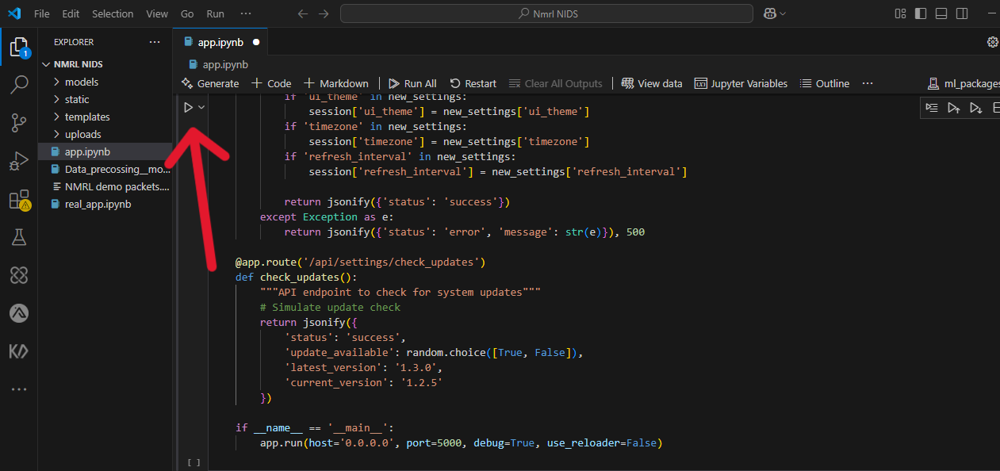 File Edit Selection View Go Run ···
Nmrl NIDS
EXPLORER ···
NMRL NIDS
models
static
templates
uploads
app.ipynb
Data_precossing__mo...
NMRL demo packets....
real_app.ipynb
1
app.ipynb
app.ipynb
Generate + Code + Markdown Run All Restart Clear All Outputs View data Jupyter Variables Outline ··· ml_packages
if 'ui_theme' in new_settings:
session['ui_theme'] = new_settings['ui_theme']
if 'timezone' in new_settings:
session['timezone'] = new_settings['timezone']
if 'refresh_interval' in new_settings:
session['refresh_interval'] = new_settings['refresh_interval']
return jsonify({'status': 'success'})
except Exception as e:
return jsonify({'status': 'error', 'message': str(e)}), 500
@app.route('/api/settings/check_updates')
def check_updates():
"""API endpoint to check for system updates"""
# Simulate update check
return jsonify({
'status': 'success',
'update_available': random.choice([True, False]),
'latest_version': '1.3.0',
'current_version': '1.2.5'
})
if __name__ == '__main__':
app.run(host='0.0.0.0', port=5000, debug=True, use_reloader=False)
[ ]